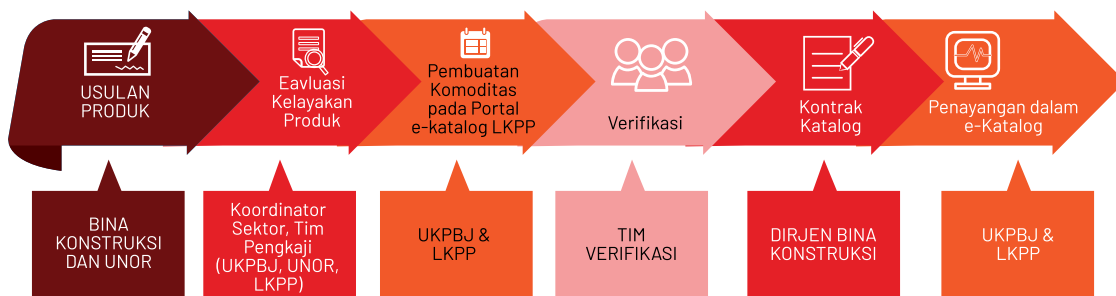 USULAN
PRODUK
Eavluasi
Kelayakan
Produk
Pembuatan
Komoditas
pada Portal
e-katalog LKPP
Verifikasi
Kontrak
Katalog
Penayangan dalam
e-Katalog
BINA
KONSTRUKSI
DAN UNOR
Koordinator
Sektor, Tim
Pengkaji
(UKPBJ, UNOR,
LKPP)
UKPBJ &
LKPP
TIM
VERIFIKASI
DIRJEN BINA
KONSTRUKSI
UKPBJ &
LKPP